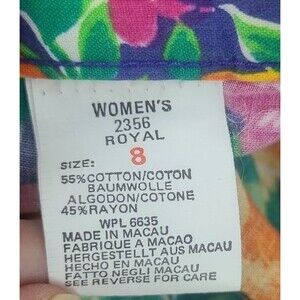 WOMEN'S
2356
ROYAL
SIZE: 8
55%COTTON/COTON
BAUMWOLLE
ALGODON/COTONE
45%RAYON
WPL 6635
MADE IN MACAU
FABRIQUE A MACAO
HERGESTELLT AUS MACAU
HECHO EN MACAU
FATTO NEGLI MACAU
SEE REVERSE FOR CARE